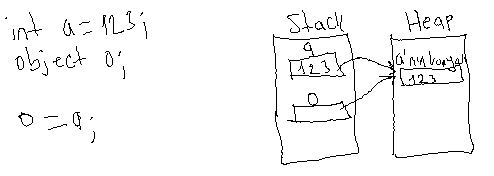 int a=123;
object o;
o=a;
Stack
a
123
o
Heap
123